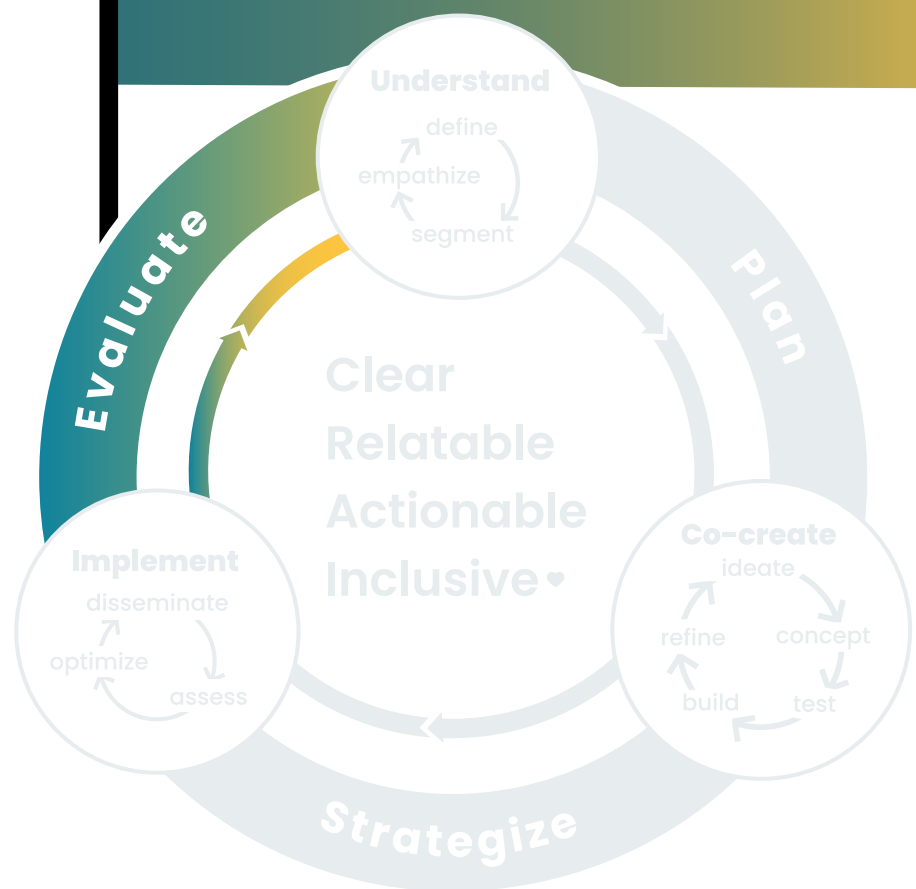 Understand
define
empathize
segment
Evaluate
Plan
Clear
Relatable
Actionable
Inclusive
Implement
disseminate
optimize
assess
Co-create
ideate
refine
concept
build
test
Strategize